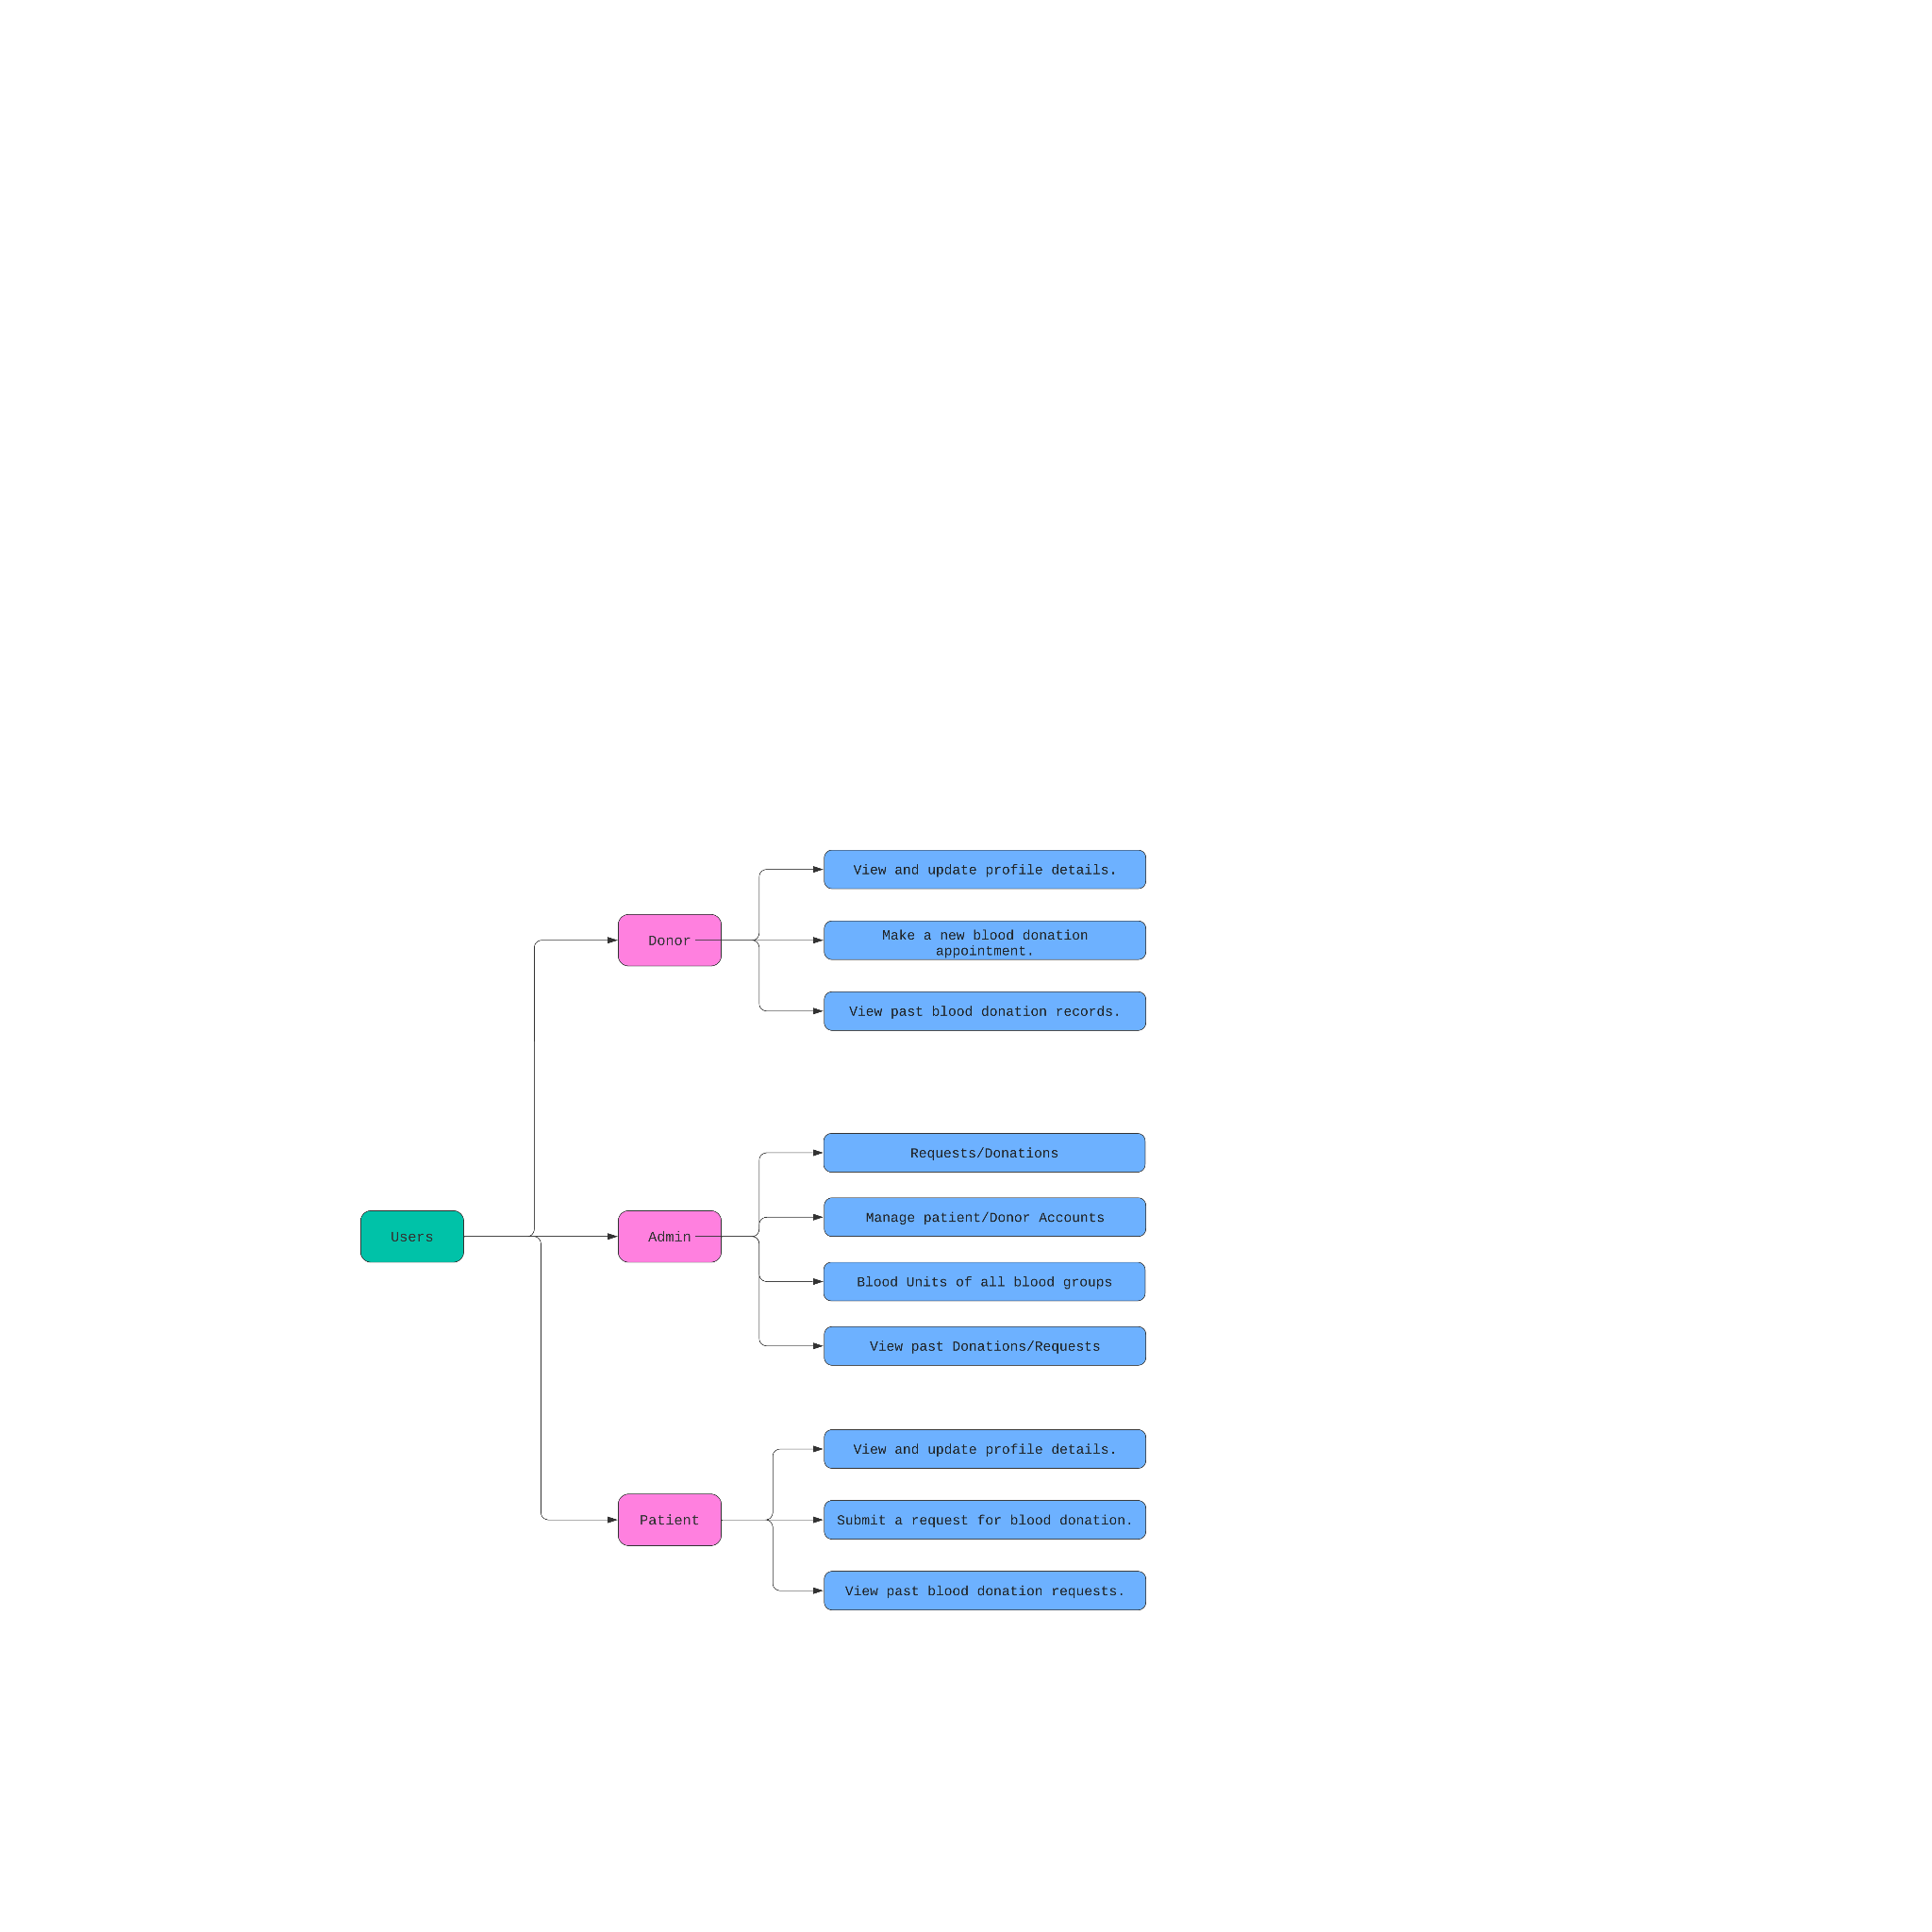 Users
Donor
View and update profile details.
Make a new blood donation
appointment.
View past blood donation records.
Admin
Requests/Donations
Manage patient/Donor Accounts
Blood Units of all blood groups
View past Donations/Requests
Patient
View and update profile details.
Submit a request for blood donation.
View past blood donation requests.